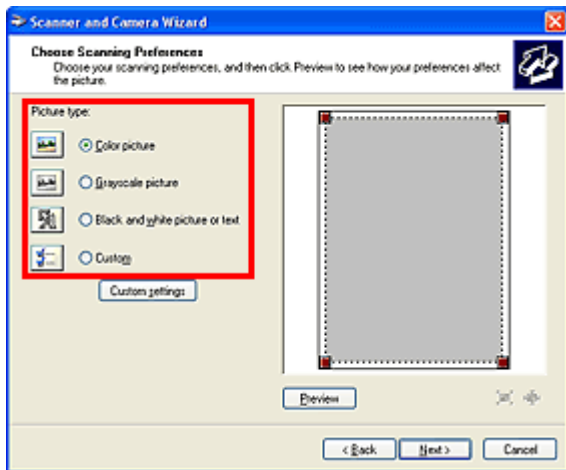 Scanner and Camera Wizard
Choose Scanning Preferences
Choose your scanning preferences, and then click Preview to see how your preferences affect
the picture.
Picture type:
Color picture
Grayscale picture
Black and white picture or text
Custom
Custom settings
Preview
< Back
Next >
Cancel